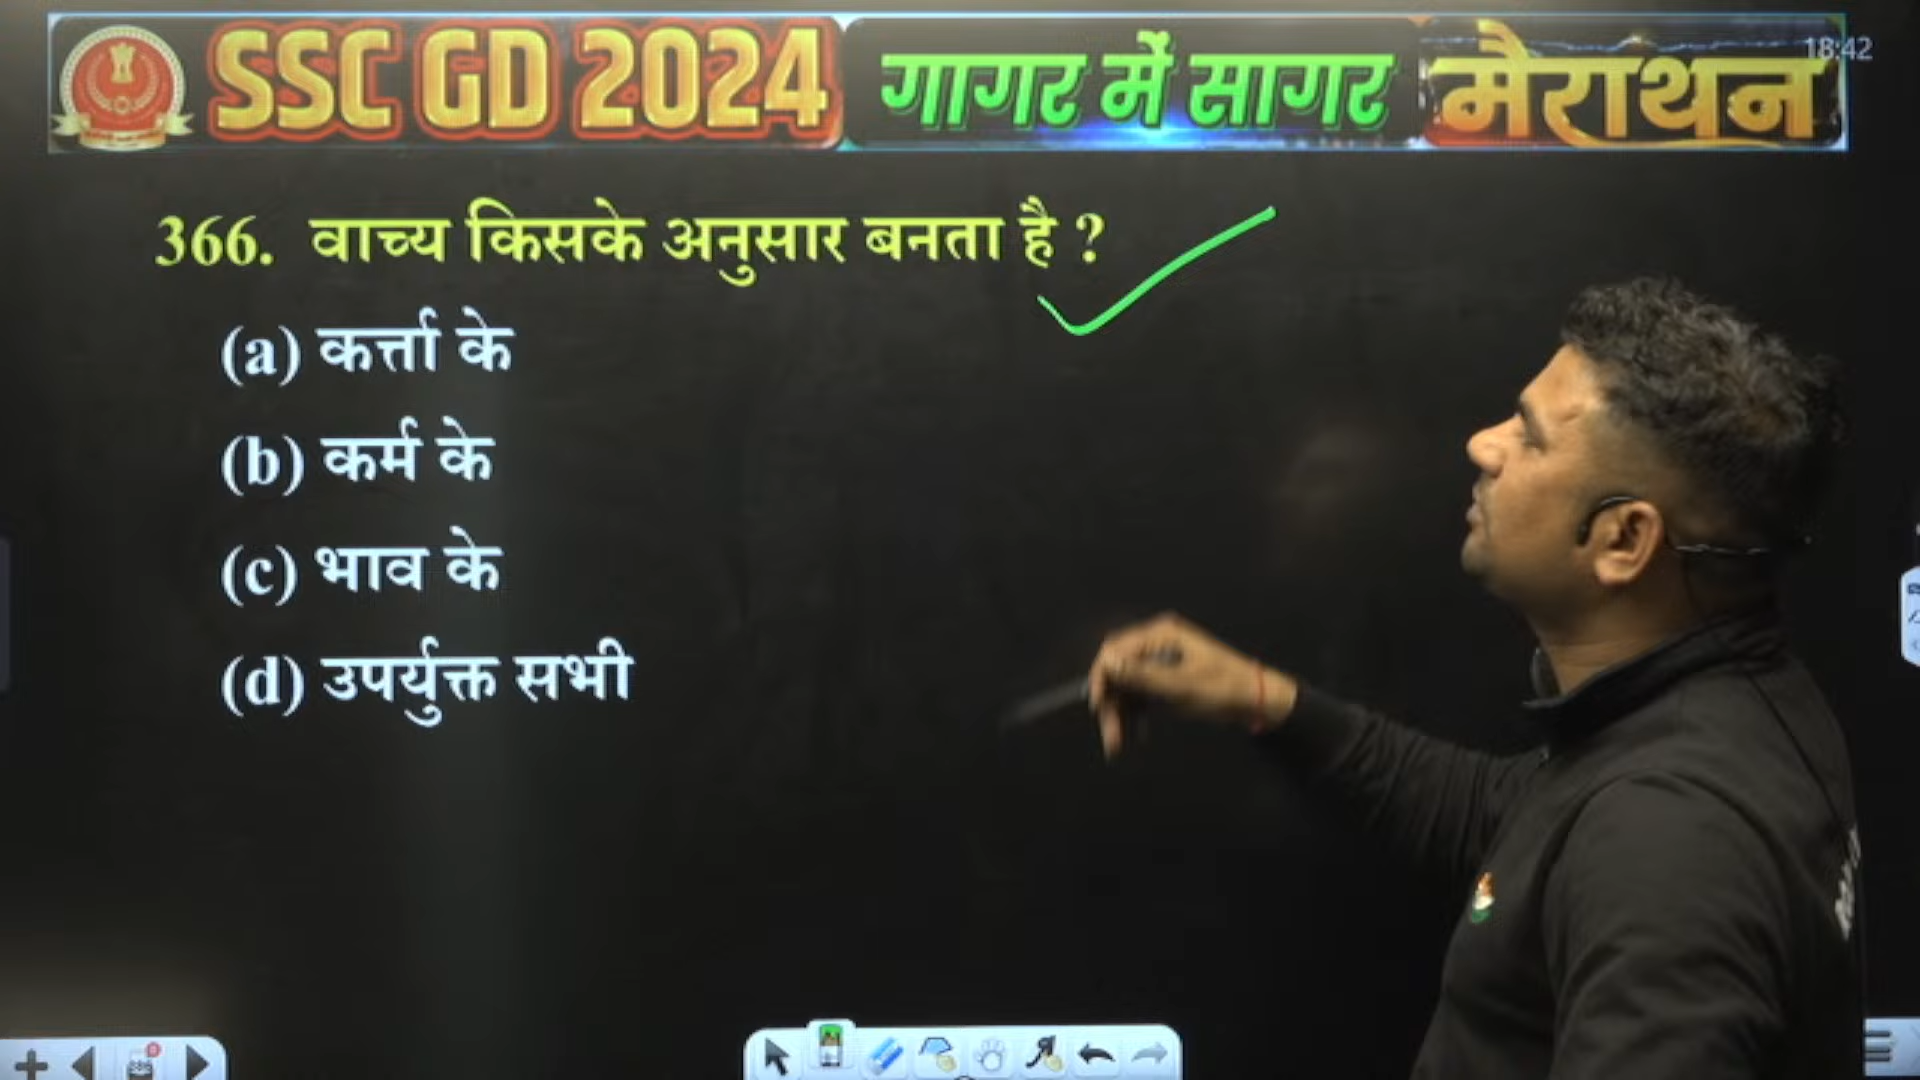 SSC GD 2024 गागर में सागर मैराथन
18:42
366. वाच्य किसके अनुसार बनता है ?
(a) कर्त्ता के
(b) कर्म के
(c) भाव के
(d) उपर्युक्त सभी